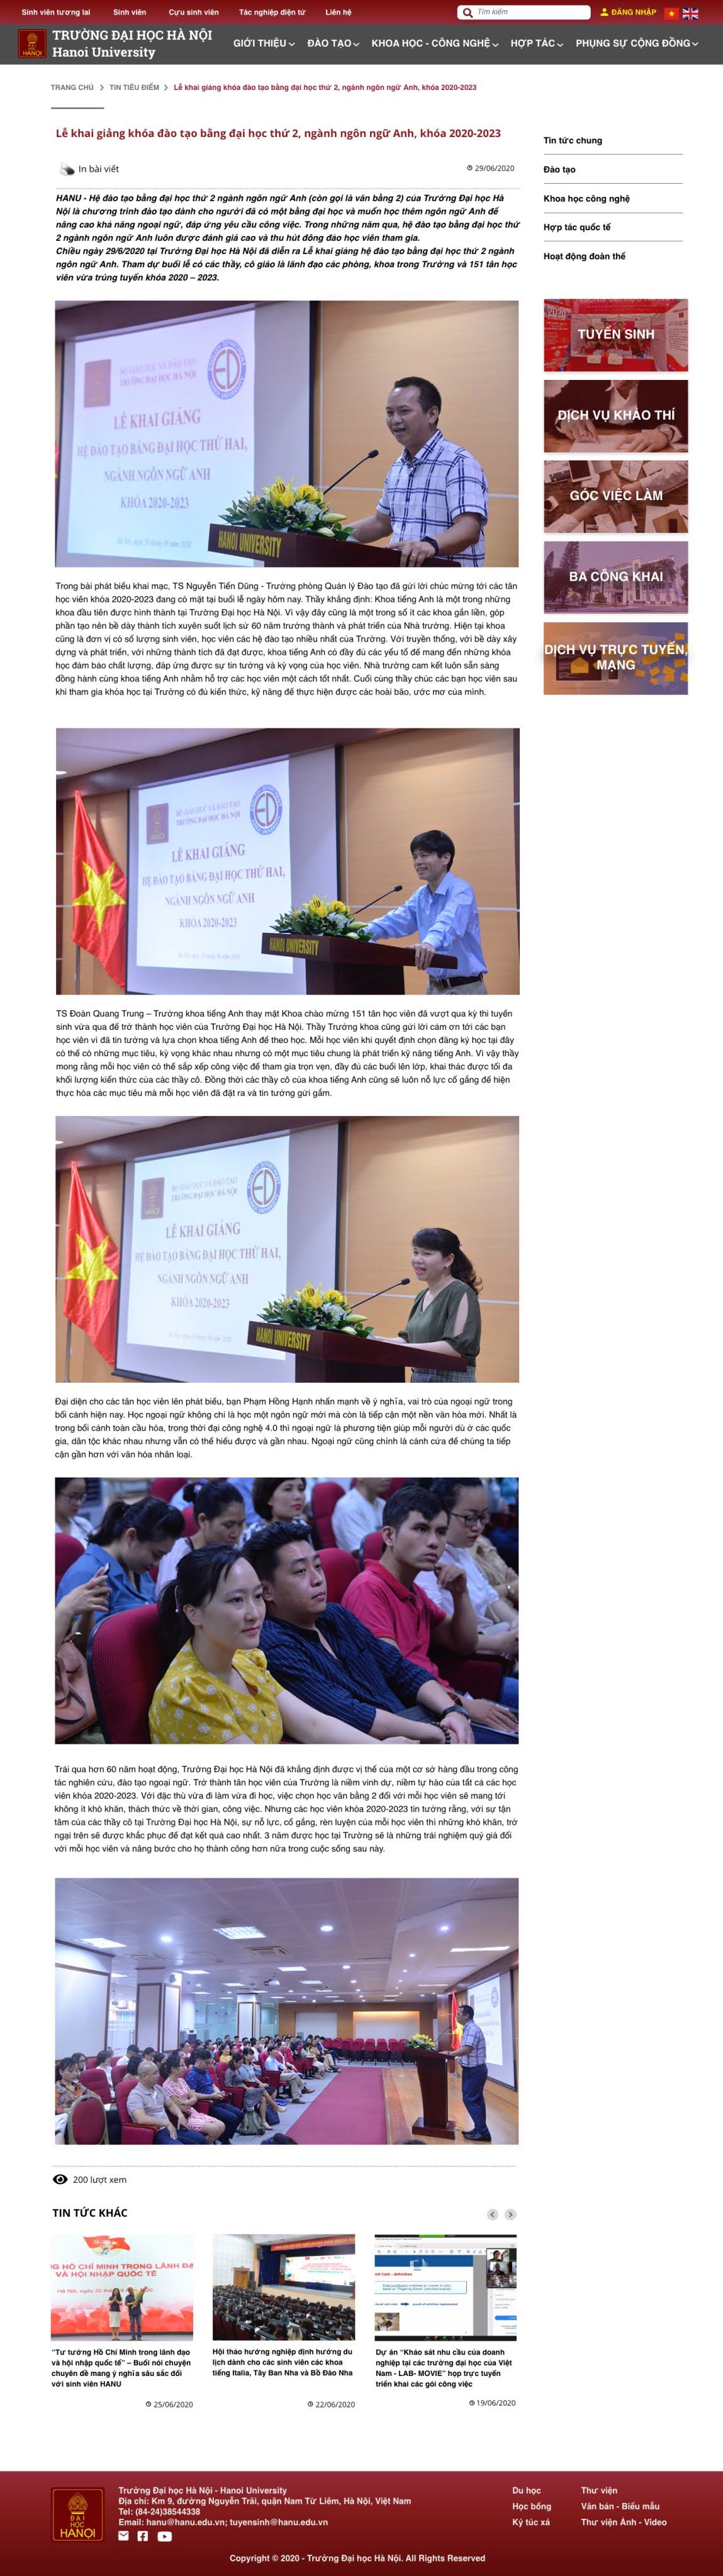 Sinh viên tương lai Sinh viên Cựu sinh viên Tác nghiệp điện tử Liên hệ Tìm kiếm ĐĂNG NHẬP
TRƯỜNG ĐẠI HỌC HÀ NỘI
Hanoi University
GIỚI THIỆU ĐÀO TẠO KHOA HỌC - CÔNG NGHỆ HỢP TÁC PHỤNG SỰ CỘNG ĐỒNG
TRANG CHỦ TIN TIÊU ĐIỂM Lễ khai giảng khóa đào tạo bằng đại học thứ 2, ngành ngôn ngữ Anh, khóa 2020-2023
Lễ khai giảng khóa đào tạo bằng đại học thứ 2, ngành ngôn ngữ Anh, khóa 2020-2023
In bài viết
29/06/2020
HANU - Hệ đào tạo bằng đại học thứ 2 ngành ngôn ngữ Anh (còn gọi là văn bằng 2) của Trường Đại học Hà
Nội là chương trình đào tạo dành cho người đã có một bằng đại học và muốn học thêm ngôn ngữ Anh để
nâng cao khả năng ngoại ngữ, đáp ứng yêu cầu công việc. Trong những năm qua, hệ đào tạo bằng đại học thứ
2 ngành ngôn ngữ Anh luôn được đánh giá cao và thu hút đông đảo học viên tham gia.
Chiều ngày 29/6/2020 tại Trường Đại học Hà Nội đã diễn ra Lễ khai giảng hệ đào tạo bằng đại học thứ 2 ngành
ngôn ngữ Anh. Tham dự buổi lễ có các thầy, cô giáo là lãnh đạo các phòng, khoa trong Trường và 151 tân học
viên vừa trúng tuyển khóa 2020 – 2023.
Tin tức chung
Đào tạo
Khoa học công nghệ
Hợp tác quốc tế
Hoạt động đoàn thể
TUYỂN SINH
DỊCH VỤ KHẢO THÍ
GÓC VIỆC LÀM
BA CÔNG KHAI
DỊCH VỤ TRỰC TUYẾN,
MẠNG
BỘ GIÁO DỤC VÀ ĐÀO TẠO
TRƯỜNG ĐẠI HỌC HÀ NỘI
LỄ KHAI GIẢNG
HỆ ĐÀO TẠO BẰNG ĐẠI HỌC THỨ HAI,
NGÀNH NGÔN NGỮ ANH
KHÓA 2020-2023
HANOI UNIVERSITY
Trong bài phát biểu khai mạc, TS Nguyễn Tiến Dũng - Trưởng phòng Quản lý Đào tạo đã gửi lời chúc mừng tới các tân
học viên khóa 2020-2023 đang có mặt tại buổi lễ ngày hôm nay. Thầy khẳng định: Khoa tiếng Anh là một trong những
khoa đầu tiên được hình thành tại Trường Đại học Hà Nội. Vì vậy đây cũng là một trong số ít các khoa gắn liền, góp
phần tạo nên bề dày thành tích xuyên suốt lịch sử 60 năm trưởng thành và phát triển của Nhà trường. Hiện tại khoa
cũng là đơn vị có số lượng sinh viên, học viên các hệ đào tạo nhiều nhất của Trường. Với truyền thống, với bề dày xây
dựng và phát triển, với những thành tích đã đạt được, khoa tiếng Anh có đầy đủ các yếu tố để mang đến những khóa
học đảm bảo chất lượng, đáp ứng được sự tin tưởng và kỳ vọng của học viên. Nhà trường cam kết luôn sẵn sàng
đồng hành cùng khoa tiếng Anh nhằm hỗ trợ các học viên một cách tốt nhất. Cuối cùng thầy chúc các bạn học viên sau
khi tham gia khóa học tại Trường có đủ kiến thức, kỹ năng để thực hiện được các hoài bão, ước mơ của mình.
BỘ GIÁO DỤC VÀ ĐÀO TẠO
TRƯỜNG ĐẠI HỌC HÀ NỘI
LỄ KHAI GIẢNG
HỆ ĐÀO TẠO BẰNG ĐẠI HỌC THỨ HAI,
NGÀNH NGÔN NGỮ ANH
KHÓA 2020-2023
HANOI UNIVERSITY
TS Đoàn Quang Trung – Trưởng khoa tiếng Anh thay mặt Khoa chào mừng 151 tân học viên đã vượt qua kỳ thi tuyển
sinh vừa qua để trở thành học viên của Trường Đại học Hà Nội. Thầy Trưởng khoa cũng gửi lời cảm ơn tới các bạn
học viên vì đã tin tưởng và lựa chọn khoa tiếng Anh để theo học. Mỗi học viên khi quyết định chọn đăng ký học tại đây
có thể có những mục tiêu, kỳ vọng khác nhau nhưng có một mục tiêu chung là phát triển kỹ năng tiếng Anh. Vì vậy thầy
mong rằng mỗi học viên có thể sắp xếp công việc để tham gia trọn vẹn, đầy đủ các buổi lên lớp, khai thác được tối đa
khối lượng kiến thức của các thầy cô. Đồng thời các thầy cô của khoa tiếng Anh cũng sẽ luôn nỗ lực cố gắng để hiện
thực hóa các mục tiêu mà mỗi học viên đã đặt ra và tin tưởng gửi gắm.
LỄ KHAI GIẢNG
HỆ ĐÀO TẠO BẰNG ĐẠI HỌC THỨ HAI,
NGÀNH NGÔN NGỮ ANH
KHÓA 2020-2023
HANOI UNIVERSITY
Đại diện cho các tân học viên lên phát biểu, bạn Phạm Hồng Hạnh nhấn mạnh về ý nghĩa, vai trò của ngoại ngữ trong
bối cảnh hiện nay. Học ngoại ngữ không chỉ là học một ngôn ngữ mới mà còn là tiếp cận một nền văn hóa mới. Nhất là
trong bối cảnh toàn cầu hóa, trong thời đại công nghệ 4.0 thì ngoại ngữ là phương tiện giúp mỗi người dù ở các quốc
gia, dân tộc khác nhau nhưng vẫn có thể hiểu được và gần nhau. Ngoại ngữ cũng chính là cánh cửa để chúng ta tiếp
cận gần hơn với văn hóa nhân loại.
Trải qua hơn 60 năm hoạt động, Trường Đại học Hà Nội đã khẳng định được vị thế của một cơ sở hàng đầu trong công
tác nghiên cứu, đào tạo ngoại ngữ. Trở thành tân học viên của Trường là niềm vinh dự, niềm tự hào của tất cả các học
viên khóa 2020-2023. Với đặc thù vừa đi làm vừa đi học, việc chọn học văn bằng 2 đối với mỗi học viên sẽ mang tới
không ít khó khăn, thách thức về thời gian, công việc. Nhưng các học viên khóa 2020-2023 tin tưởng rằng, với sự tận
tâm của các thầy cô tại Trường Đại học Hà Nội, sự nỗ lực, cố gắng, rèn luyện của mỗi học viên thì những khó khăn, trở
ngại trên sẽ được khắc phục để đạt kết quả cao nhất. 3 năm được học tại Trường sẽ là những trải nghiệm quý giá đối
với mỗi học viên và nâng bước cho họ thành công hơn nữa trong cuộc sống sau này.
200 lượt xem
TIN TỨC KHÁC
"Tư tưởng Hồ Chí Minh trong lãnh đạo
và hội nhập quốc tế" – Buổi nói chuyện
chuyên đề mang ý nghĩa sâu sắc đối
với sinh viên HANU
25/06/2020
Hội thảo hướng nghiệp định hướng du
lịch dành cho các sinh viên các khoa
tiếng Italia, Tây Ban Nha và Bồ Đào Nha
22/06/2020
Dự án "Khảo sát nhu cầu của doanh
nghiệp tại các trường đại học của Việt
Nam - LAB- MOVIE" họp trực tuyến
triển khai các gói công việc
19/06/2020
ĐẠI
HỌC
HÀNỘI
Trường Đại học Hà Nội - Hanoi University
Địa chỉ: Km 9, đường Nguyễn Trãi, quận Nam Từ Liêm, Hà Nội, Việt Nam
Tel: (84-24)38544338
Email: hanu@hanu.edu.vn; tuyensinh@hanu.edu.vn
Du học Thư viện
Học bổng Văn bản - Biểu mẫu
Ký túc xá Thư viện Ảnh - Video
Copyright © 2020 - Trường Đại học Hà Nội. All Rights Reserved